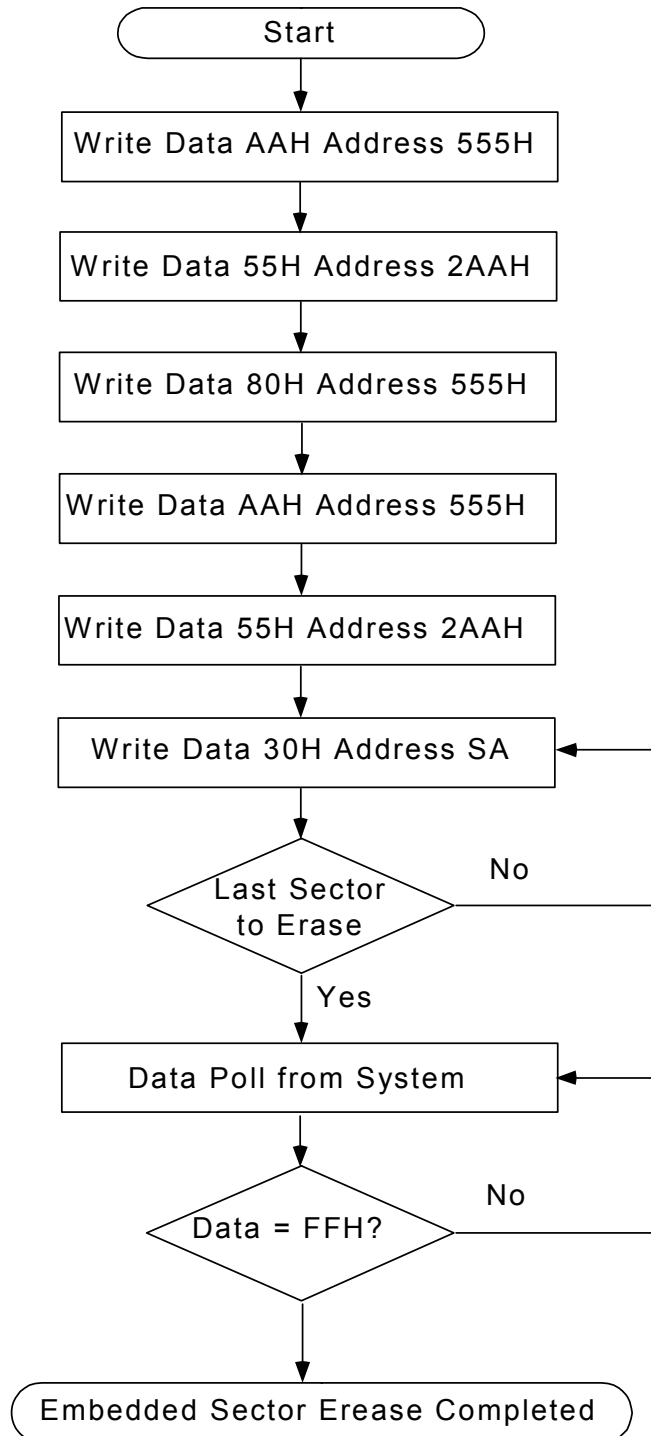 Start
Write Data AAH Address 555H
Write Data 55H Address 2AAH
Write Data 80H Address 555H
Write Data AAH Address 555H
Write Data 55H Address 2AAH
Write Data 30H Address SA
Last Sector
to Erase
No
Yes
Data Poll from System
Data = FFH?
No
Embedded Sector Erease Completed